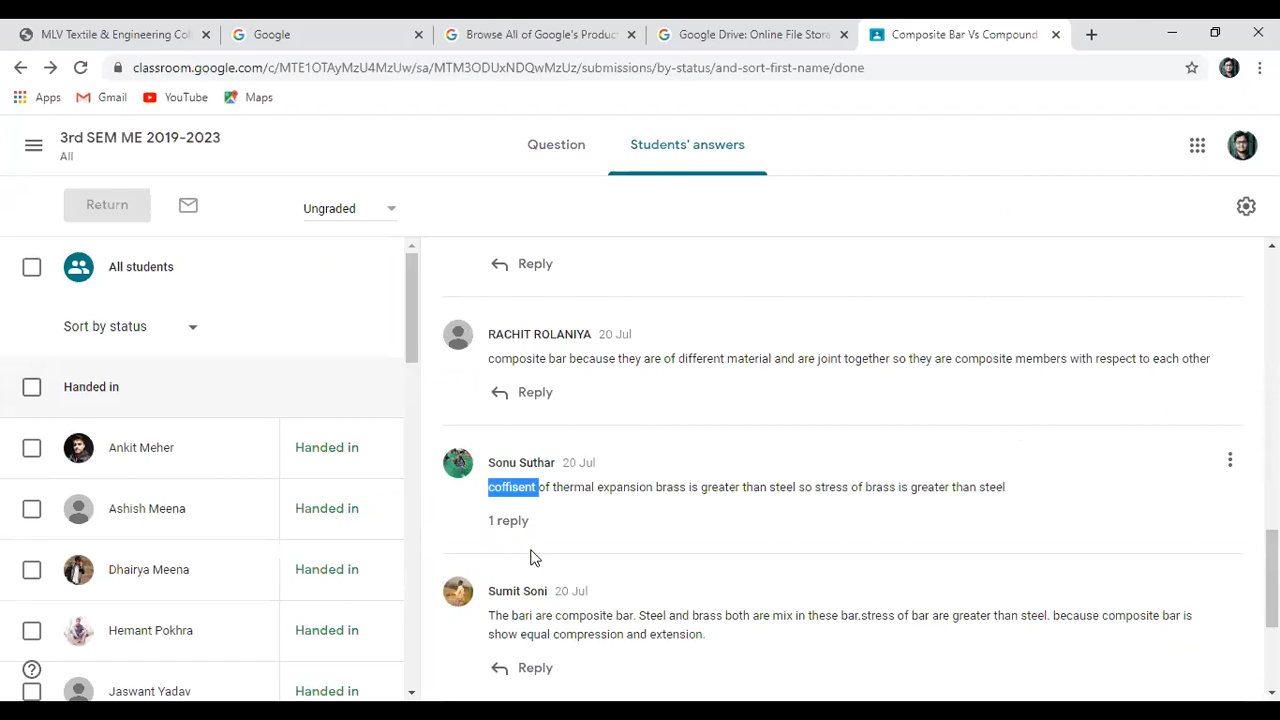 MLV Textile & Engineering Col
Google
Browse All of Google's Product
Google Drive: Online File Stora
Composite Bar Vs Compound
classroom.google.com/c/MTE1OTAyMzU4MzUw/sa/MTM3ODUxNDQwMzUz/submissions/by-status/and-sort-first-name/done
Apps
Gmail
YouTube
Maps
3rd SEM ME 2019-2023
All
Question
Students' answers
Return
Ungraded
All students
Sort by status
Handed in
Ankit Meher
Handed in
Ashish Meena
Handed in
Dhairya Meena
Handed in
Hemant Pokhra
Handed in
Jaswant Yadav
Handed in
Reply
RACHIT ROLANIYA 20 Jul
composite bar because they are of different material and are joint together so they are composite members with respect to each other
Reply
Sonu Suthar 20 Jul
coffisent of thermal expansion brass is greater than steel so stress of brass is greater than steel
1 reply
Sumit Soni 20 Jul
The bari are composite bar. Steel and brass both are mix in these bar.stress of bar are greater than steel. because composite bar is
show equal compression and extension.
Reply